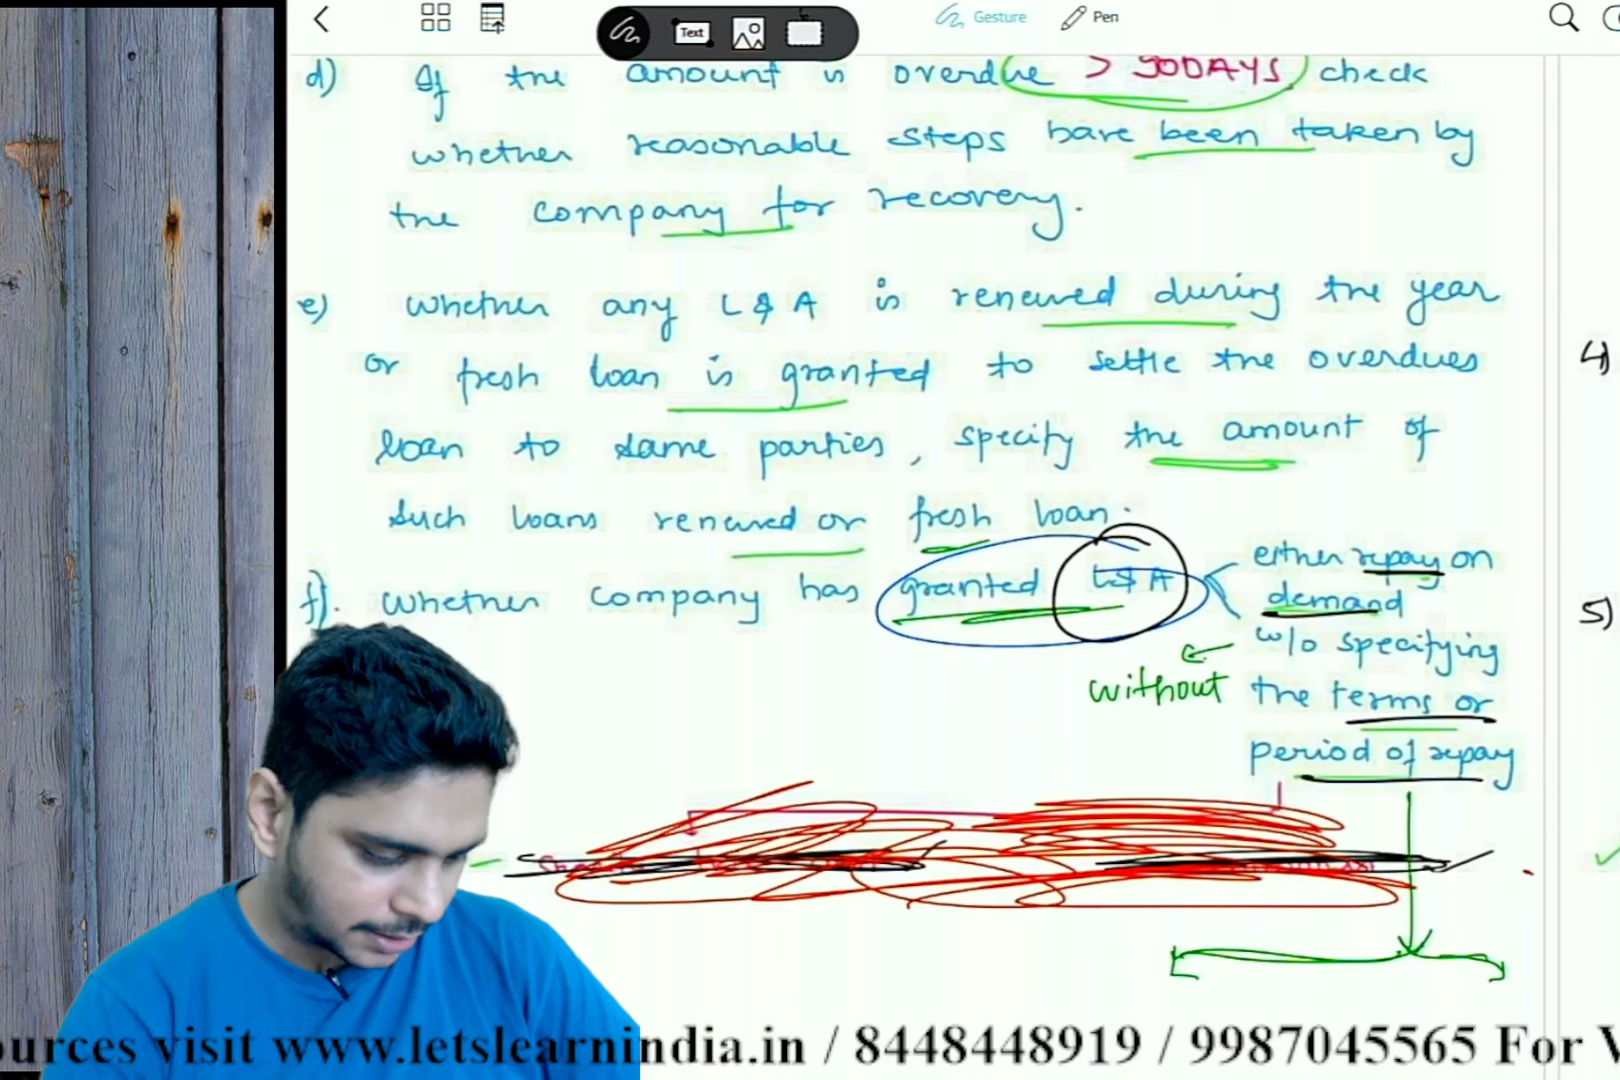 Text
Gesture
Pen
d) If the amount is overdue > 90DAYS, check
whether reasonable steps have been taken by
the company for recovery.
e) whether any L & A is renewed during the year
or fresh loan is granted to settle the overdues
loan to same parties, specify the amount of
such loans renewed or fresh loan.
f). whether company has granted L & A
either repay on
demand
w/o specifying
the terms or
period of repay
without
4)
5)
ources visit www.letslearnindia.in / 8448448919 / 9987045565 For V